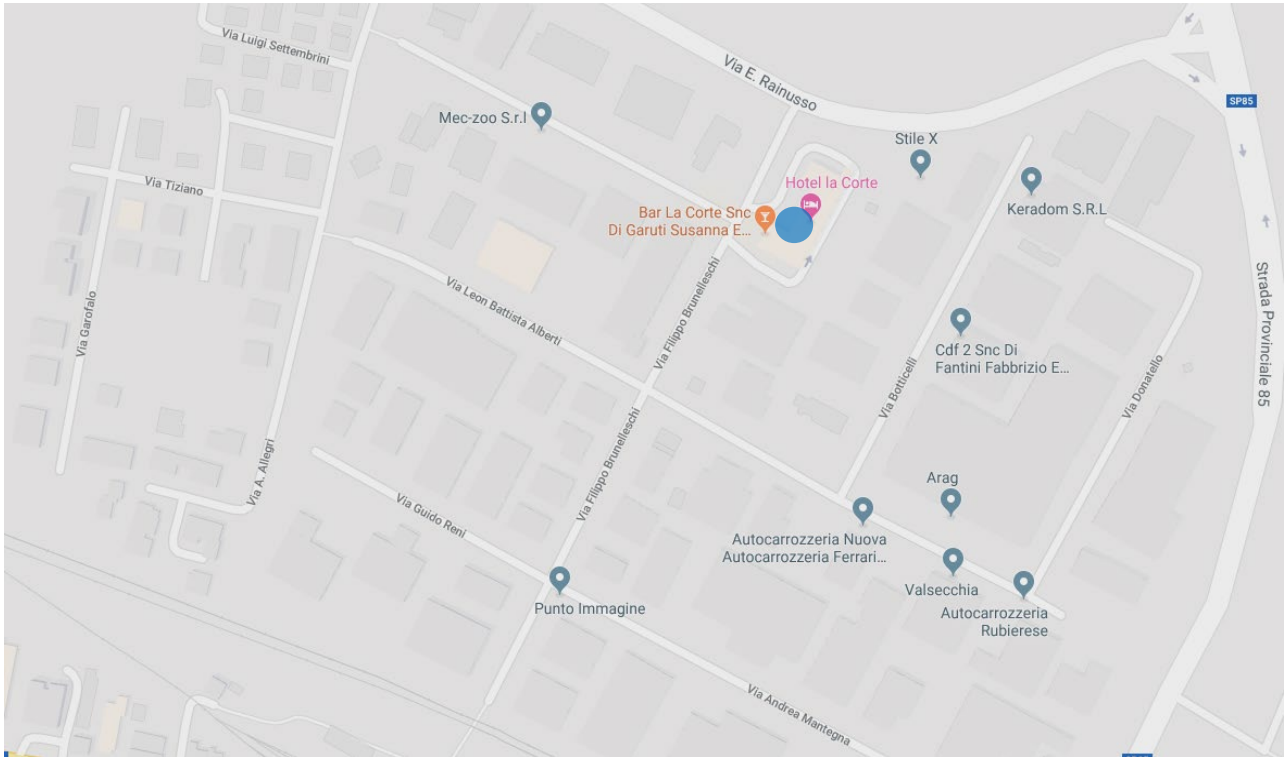 Via Luigi Settembrini
Via E. Rainusso
SP85
Mec-zoo S.r.l
Stile X
Via Tiziano
Hotel la Corte
Keradom S.R.L
Bar La Corte Snc
Di Garuti Susanna E...
Via Garofalo
Via Leon Battista Alberti
Via Filippo Brunelleschi
Strada Provinciale 85
Cdf 2 Snc Di
Fantini Fabbrizio E...
Via Botticelli
Via Donatello
Via A. Allegri
Via Filippo Brunelleschi
Via Guido Reni
Arag
Autocarrozzeria Nuova
Autocarrozzeria Ferrari...
Valsecchia
Autocarrozzeria
Rubierese
Punto Immagine
Via Andrea Mantegna